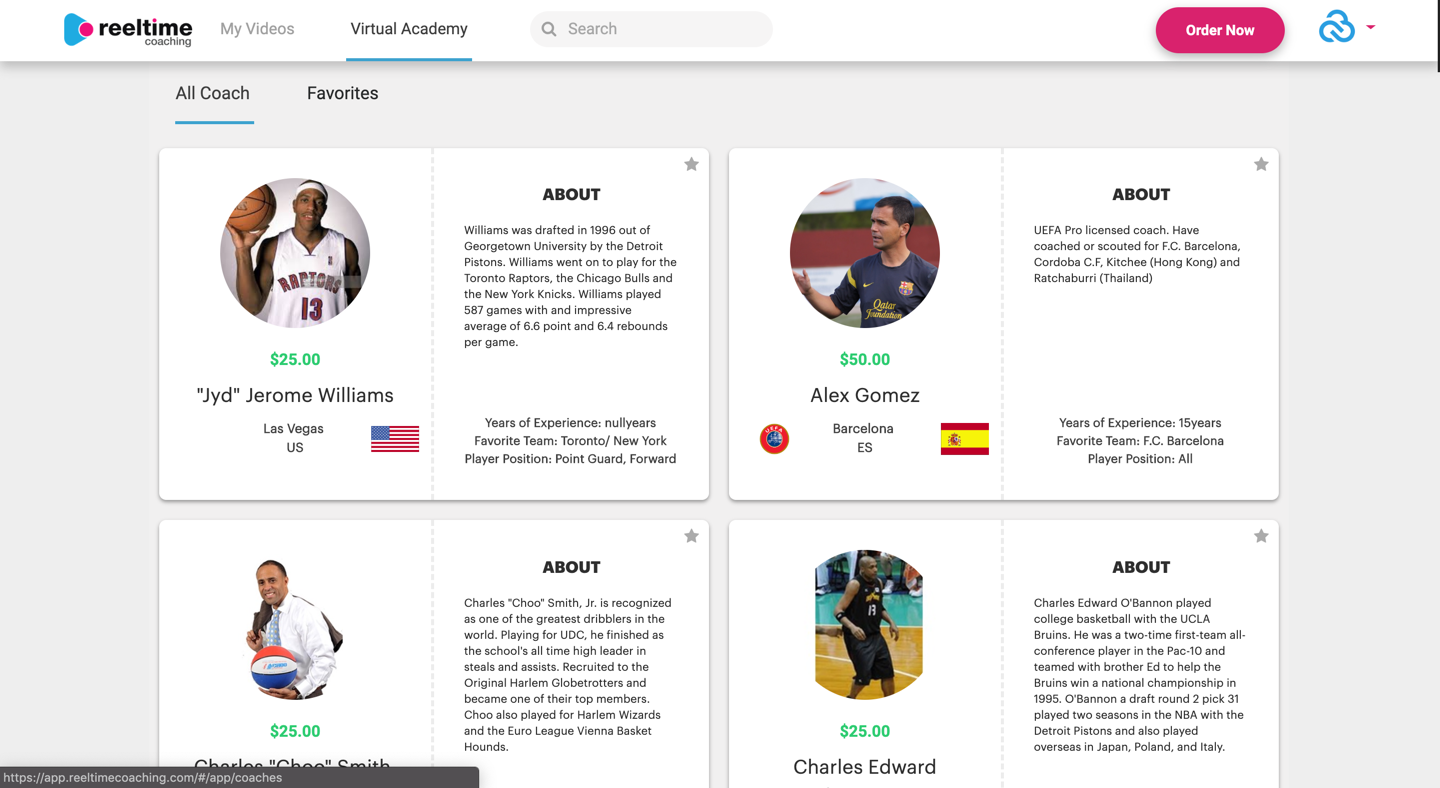 reeltime
coaching
My Videos
Virtual Academy
Search
Order Now
All Coach
Favorites
RAPTORS
13
$25.00
"Jyd" Jerome Williams
Las Vegas
US
ABOUT
Williams was drafted in 1996 out of
Georgetown University by the Detroit
Pistons. Williams went on to play for the
Toronto Raptors, the Chicago Bulls and
the New York Knicks. Williams played
587 games with and impressive
average of 6.6 point and 6.4 rebounds
per game.
Years of Experience: nullyears
Favorite Team: Toronto/ New York
Player Position: Point Guard, Forward
Qatar
Foundation
$50.00
Alex Gomez
UEFA
Barcelona
ES
ABOUT
UEFA Pro licensed coach. Have
coached or scouted for F.C. Barcelona,
Cordoba C.F, Kitchee (Hong Kong) and
Ratchaburri (Thailand)
Years of Experience: 15years
Favorite Team: F.C. Barcelona
Player Position: All
$25.00
Charles "Choo" Smith
ABOUT
Charles "Choo" Smith, Jr. is recognized
as one of the greatest dribblers in the
world. Playing for UDC, he finished as
the school's all time high leader in
steals and assists. Recruited to the
Original Harlem Globetrotters and
became one of their top members.
Choo also played for Harlem Wizards
and the Euro League Vienna Basket
Hounds.
13
$25.00
Charles Edward
ABOUT
Charles Edward O'Bannon played
college basketball with the UCLA
Bruins. He was a two-time first-team all-
conference player in the Pac-10 and
teamed with brother Ed to help the
Bruins win a national championship in
1995. O'Bannon a draft round 2 pick 31
played two seasons in the NBA with the
Detroit Pistons and also played
overseas in Japan, Poland, and Italy.
https://app.reeltimecoaching.com/#/app/coaches